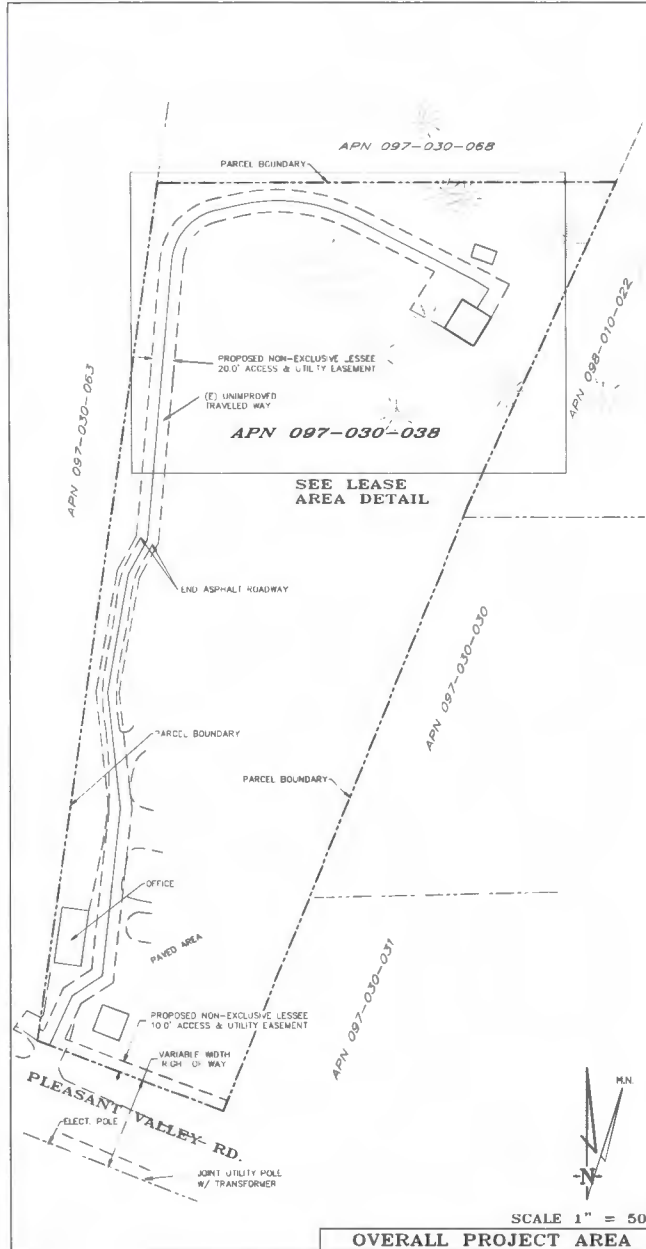 APN 097-030-068
PARCEL BOUNDARY
APN 098-010-022
PROPOSED NON-EXCLUSIVE LESSEE
20.0' ACCESS & UTILITY EASEMENT
(E) UNIMPROVED
TRAVELED WAY
APN 097-030-038
APN 097-030-063
SEE LEASE
AREA DETAIL
END ASPHALT ROADWAY
APN 097-030-030
PARCEL BOUNDARY
PARCEL BOUNDARY
OFFICE
PAVED AREA
APN 097-030-031
PROPOSED NON-EXCLUSIVE LESSEE
10.0' ACCESS & UTILITY EASEMENT
VARIABLE WIDTH
RIGHT OF WAY
PLEASANT VALLEY RD.
ELECT. POLE
JOINT UTILITY POLE
W/ TRANSFORMER
M.N.
N
SCALE 1" = 50
OVERALL PROJECT AREA